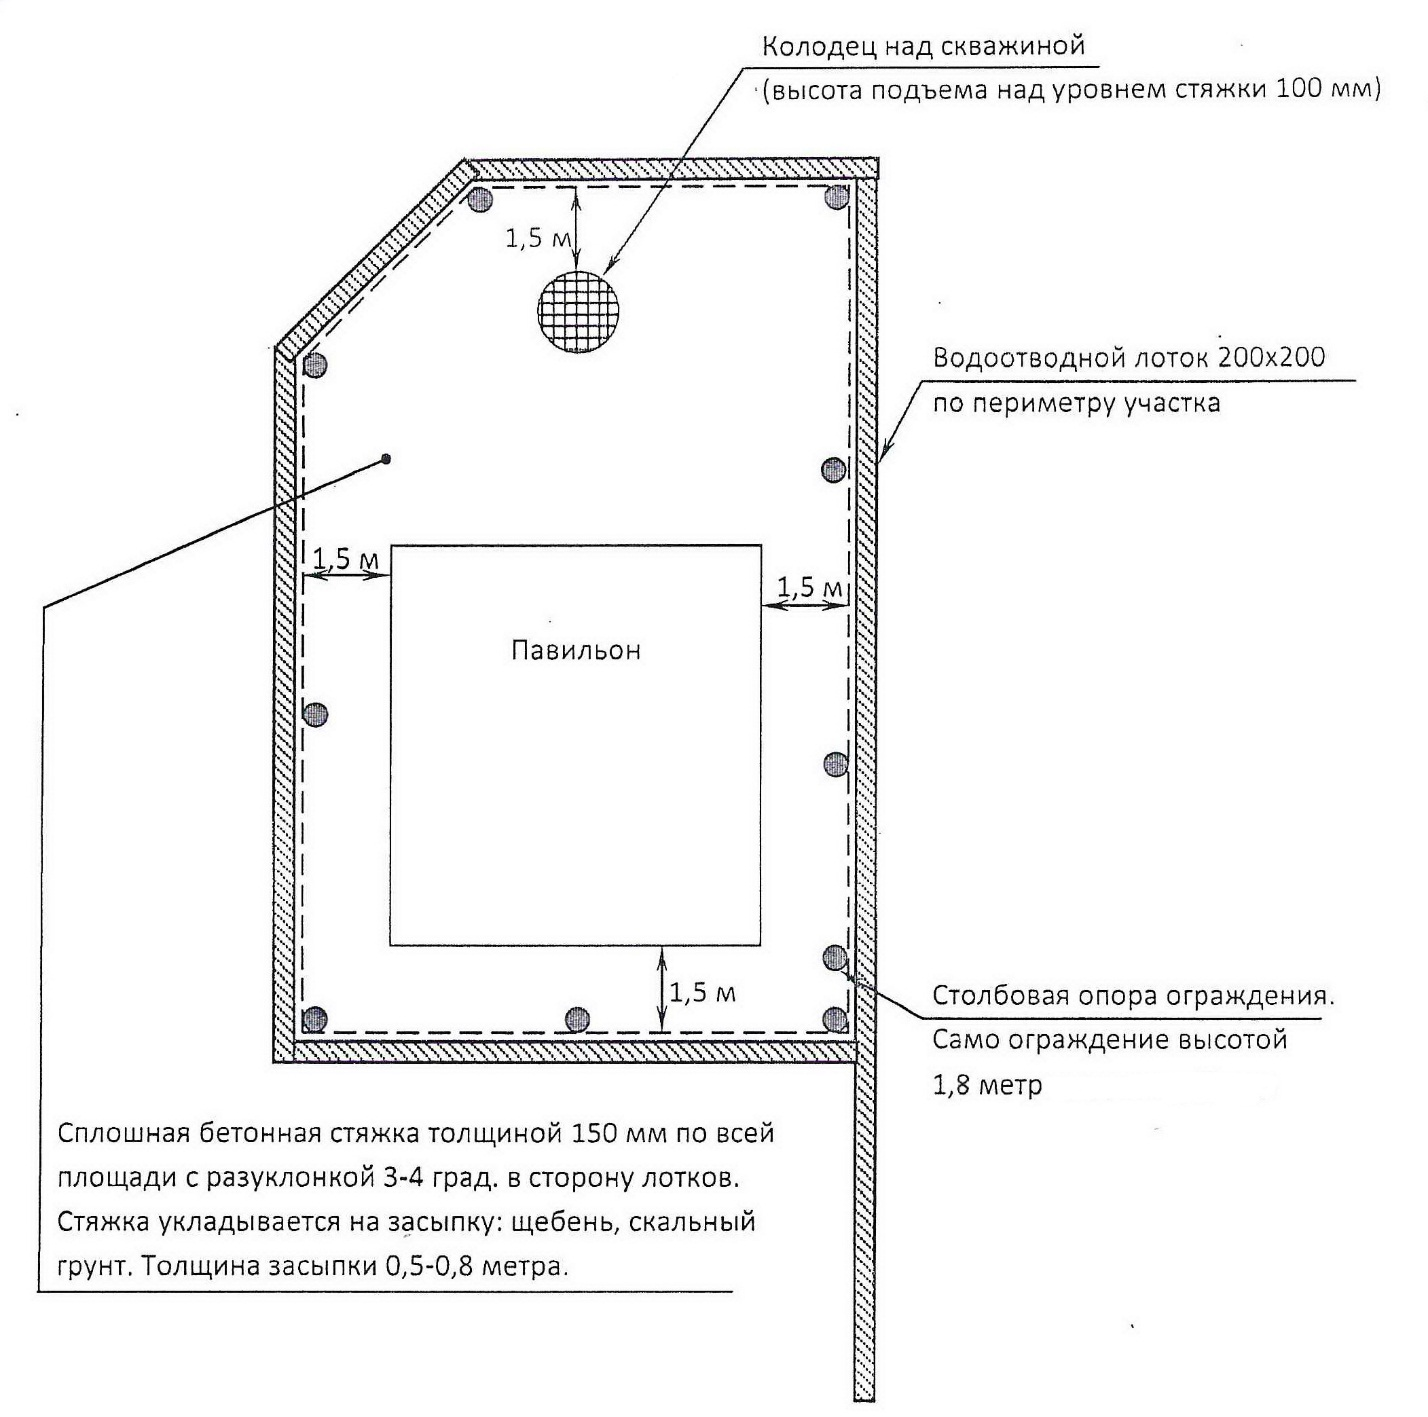 Колодец над скважиной
(высота подъема над уровнем стяжки 100 мм)
1,5 м
Водоотводной лоток 200х200
по периметру участка
1,5 м
1,5 м
Павильон
1,5 м
Столбовая опора ограждения.
Само ограждение высотой
1,8 метр
Сплошная бетонная стяжка толщиной 150 мм по всей
площади с разуклонкой 3-4 град. в сторону лотков.
Стяжка укладывается на засыпку: щебень, скальный
грунт. Толщина засыпки 0,5-0,8 метра.